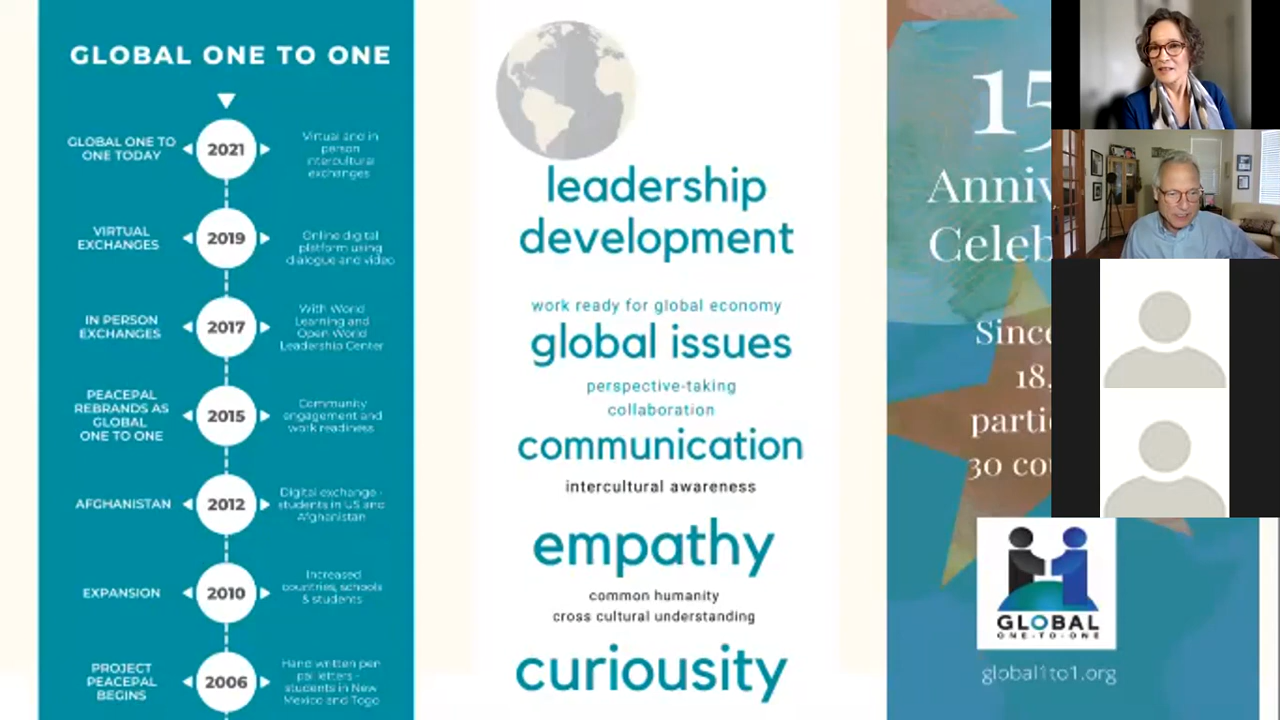 GLOBAL ONE TO ONE
GLOBAL ONE TO
ONE TODAY
2021
Virtual and in
person
intercultural
exchanges
VIRTUAL
EXCHANGES
2019
Online digital
platform using
dialogue and video
IN PERSON
EXCHANGES
2017
With World
Learning and
Open World
Leadership Center
PEACEPAL
REBRANDS AS
GLOBAL
ONE TO ONE
2015
Community
engagement and
work readiness
AFGHANISTAN
2012
Digital exchange -
students in US and
Afghanistan
EXPANSION
2010
Increased
countries, schools
& students
PROJECT
PEACEPAL
BEGINS
2006
Hand written pen
pal letters -
students in New
Mexico and Togo
leadership
development
work ready for global economy
global issues
perspective-taking
collaboration
communication
intercultural awareness
empathy
common humanity
cross cultural understanding
curiousity
15
Anniv
Celeb
Since
18,
parti
30 cou
GLOBAL
ONE-TO-ONE
global1to1.org